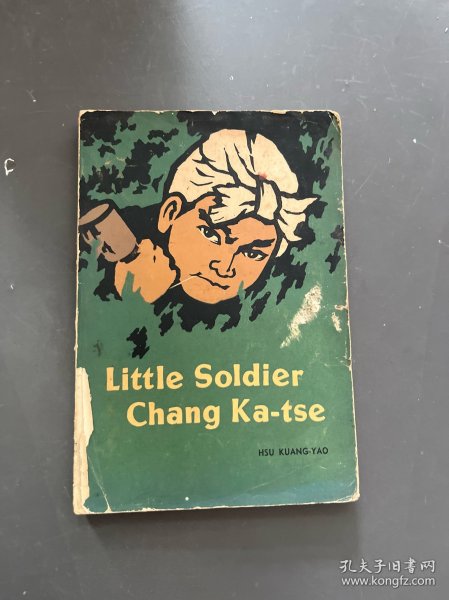 Little Soldier
Chang Ka-tse
HSU KUANG-YAO
孔夫子旧书网
www.kongfz.com